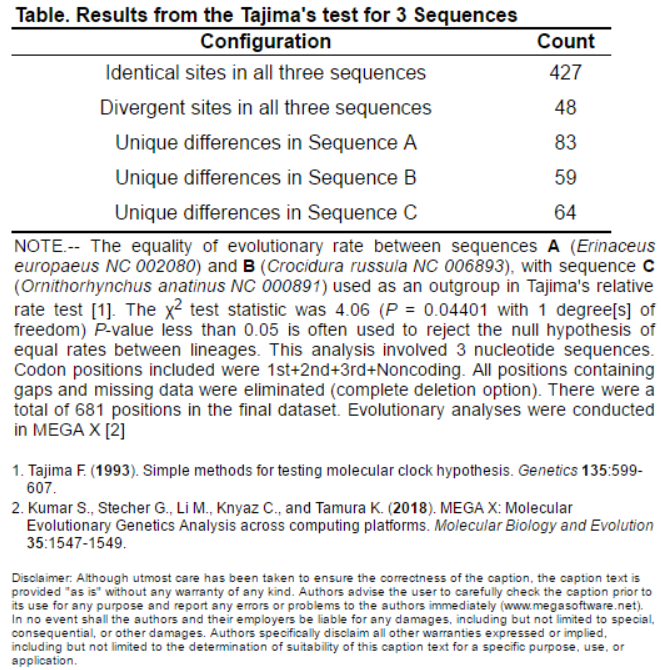 Table. Results from the Tajima's test for 3 Sequences
Configuration Count
Identical sites in all three sequences 427
Divergent sites in all three sequences 48
Unique differences in Sequence A 83
Unique differences in Sequence B 59
Unique differences in Sequence C 64
NOTE.-- The equality of evolutionary rate between sequences A (Erinaceus
europaeus NC 002080) and B (Crocidura russula NC 006893), with sequence C
(Ornithorhynchus anatinus NC 000891) used as an outgroup in Tajima's relative
rate test [1]. The χ² test statistic was 4.06 (P = 0.04401 with 1 degree[s] of
freedom) P-value less than 0.05 is often used to reject the null hypothesis of
equal rates between lineages. This analysis involved 3 nucleotide sequences.
Codon positions included were 1st+2nd+3rd+Noncoding. All positions containing
gaps and missing data were eliminated (complete deletion option). There were a
total of 681 positions in the final dataset. Evolutionary analyses were conducted
in MEGA X [2]
1. Tajima F. (1993). Simple methods for testing molecular clock hypothesis. Genetics 135:599-
607.
2. Kumar S., Stecher G., Li M., Knyaz C., and Tamura K. (2018). MEGA X: Molecular
Evolutionary Genetics Analysis across computing platforms. Molecular Biology and Evolution
35:1547-1549.
Disclaimer: Although utmost care has been taken to ensure the correctness of the caption, the caption text is
provided "as is" without any warranty of any kind. Authors advise the user to carefully check the caption prior to
its use for any purpose and report any errors or problems to the authors immediately (www.megasoftware.net).
In no event shall the authors and their employers be liable for any damages, including but not limited to special,
consequential, or other damages. Authors specifically disclaim all other warranties expressed or implied,
including but not limited to the determination of suitability of this caption text for a specific purpose, use, or
application.